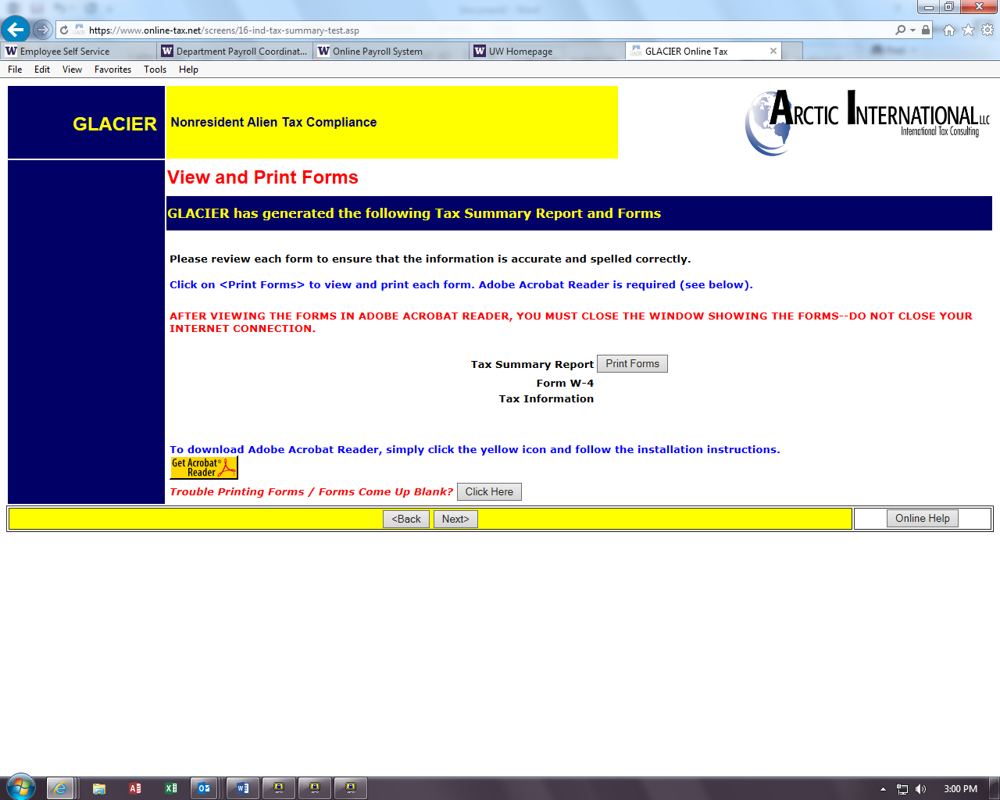 https://www.online-tax.net/screens/16-ind-tax-summary-test.asp
W Employee Self Service
W Department Payroll Coordinat...
W Online Payroll System
W UW Homepage
GLACIER Online Tax
File Edit View Favorites Tools Help
GLACIER
Nonresident Alien Tax Compliance
ARCTIC INTERNATIONAL LLC
International Tax Consulting
View and Print Forms
GLACIER has generated the following Tax Summary Report and Forms
Please review each form to ensure that the information is accurate and spelled correctly.
Click on <Print Forms> to view and print each form. Adobe Acrobat Reader is required (see below).
AFTER VIEWING THE FORMS IN ADOBE ACROBAT READER, YOU MUST CLOSE THE WINDOW SHOWING THE FORMS--DO NOT CLOSE YOUR
INTERNET CONNECTION.
Tax Summary Report Print Forms
Form W-4
Tax Information
To download Adobe Acrobat Reader, simply click the yellow icon and follow the installation instructions.
Get Acrobat®
Reader
Trouble Printing Forms / Forms Come Up Blank? Click Here
<Back Next> Online Help
3:00 PM